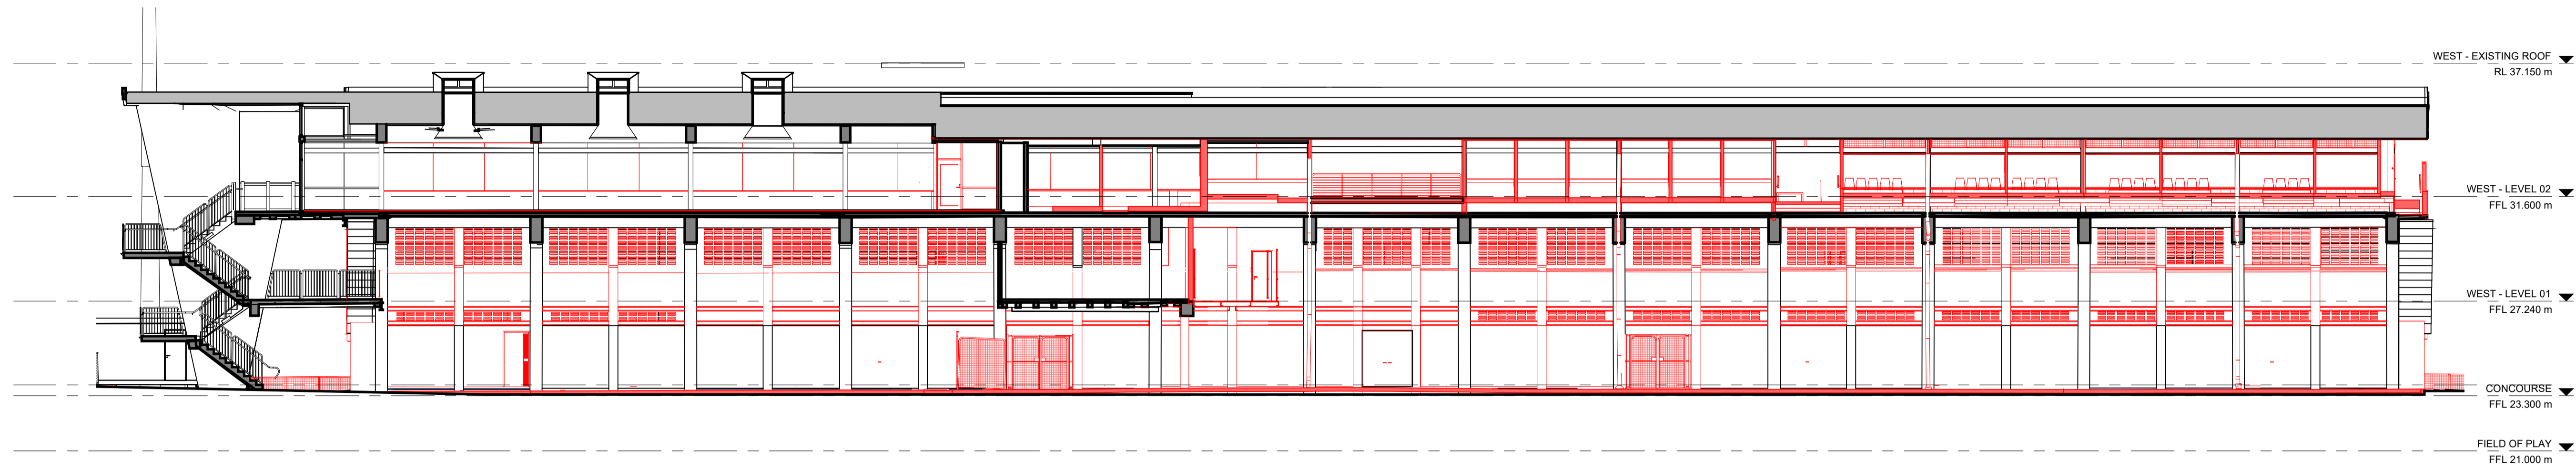 WEST - EXISTING ROOF
RL 37.150 m
WEST - LEVEL 02
FFL 31.600 m
WEST - LEVEL 01
FFL 27.240 m
CONCOURSE
FFL 23.300 m
FIELD OF PLAY
FFL 21.000 m